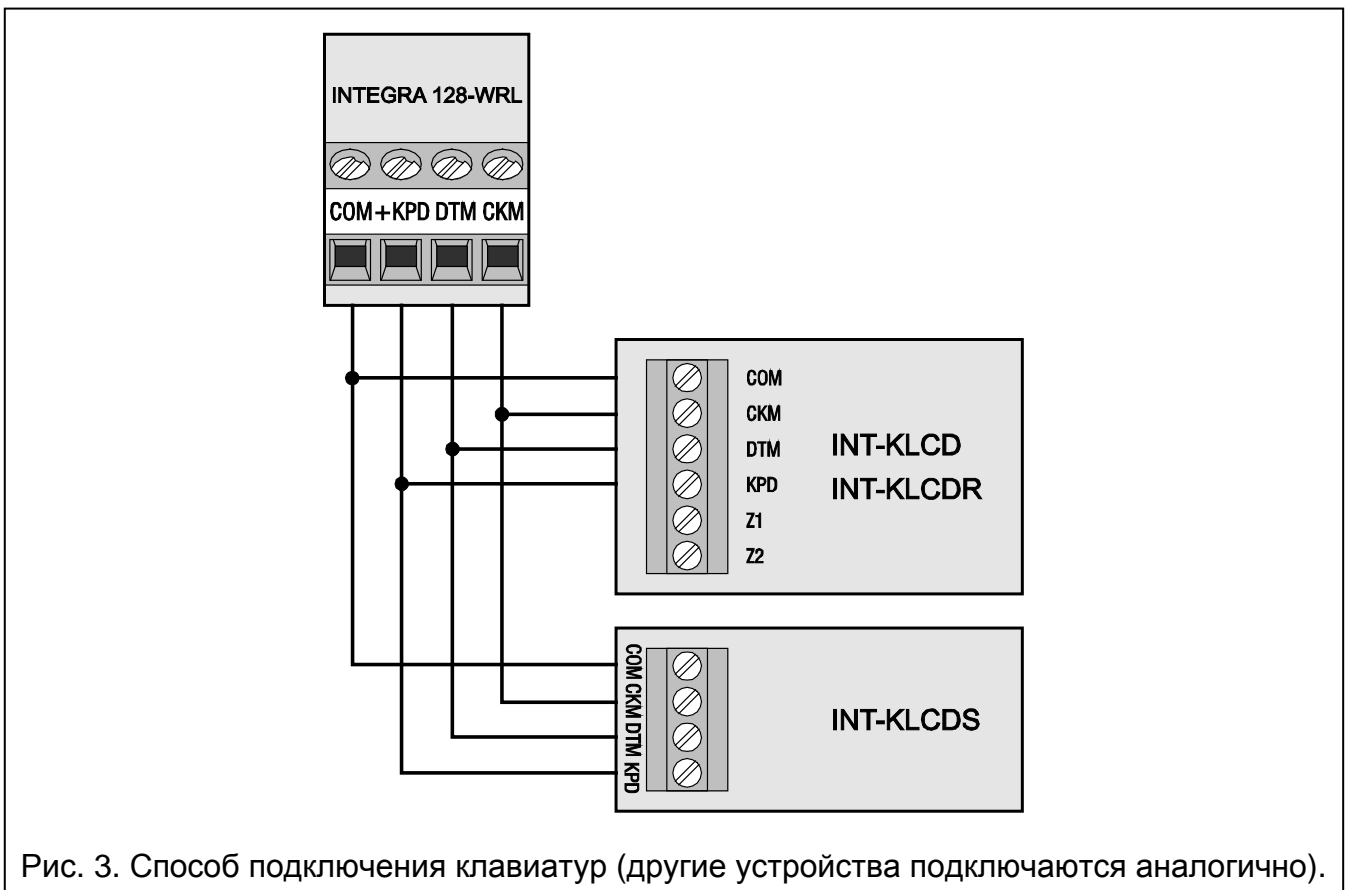 INTEGRA 128-WRL
COM +KPD DTM CKM
COM
CKM
DTM
KPD
Z1
Z2
INT-KLCD
INT-KLCDR
COM CKM DTM KPD
INT-KLCDS
Рис. 3. Способ подключения клавиатур (другие устройства подключаются аналогично).